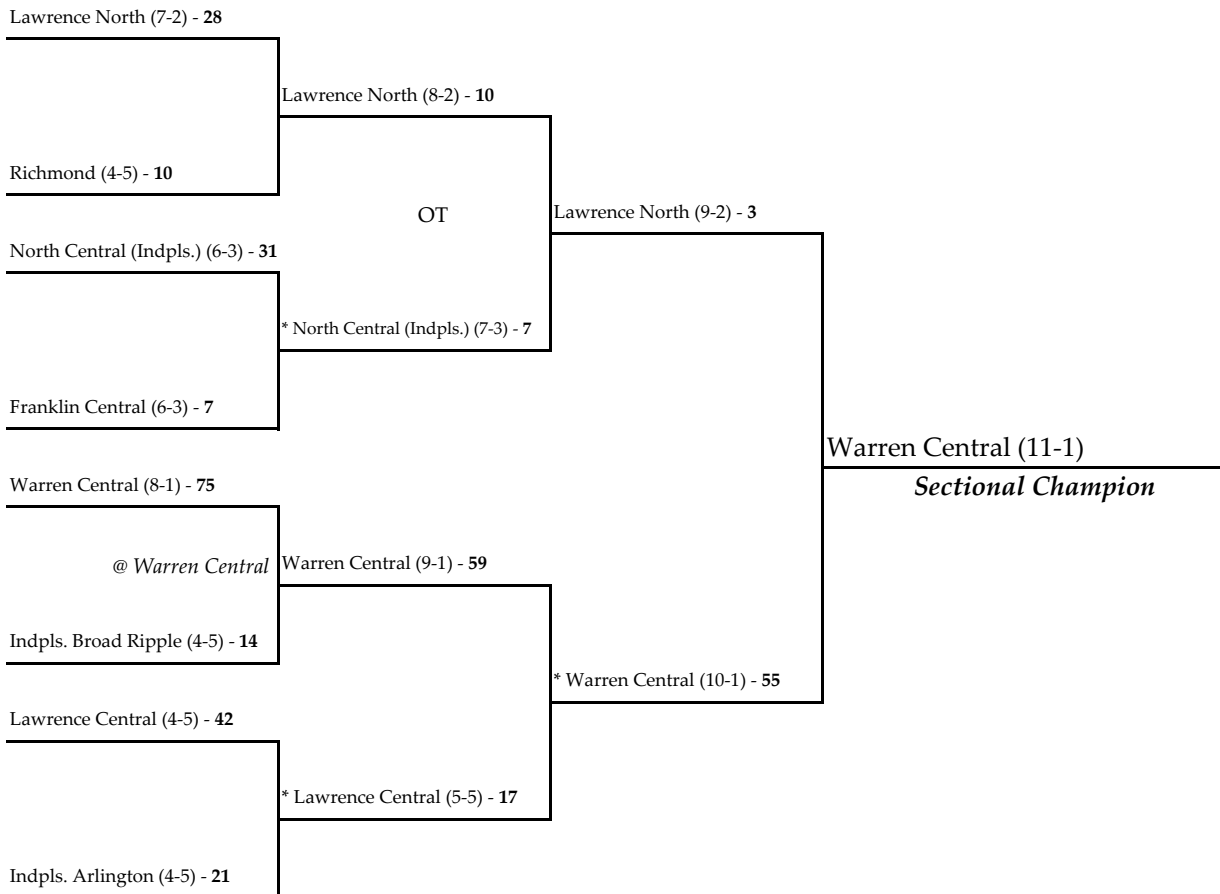 Lawrence North (7-2) - 28
Lawrence North (8-2) - 10
Richmond (4-5) - 10
OT
Lawrence North (9-2) - 3
North Central (Indpls.) (6-3) - 31
* North Central (Indpls.) (7-3) - 7
Franklin Central (6-3) - 7
Warren Central (11-1)
Warren Central (8-1) - 75
Sectional Champion
@ Warren Central
Warren Central (9-1) - 59
Indpls. Broad Ripple (4-5) - 14
* Warren Central (10-1) - 55
Lawrence Central (4-5) - 42
* Lawrence Central (5-5) - 17
Indpls. Arlington (4-5) - 21